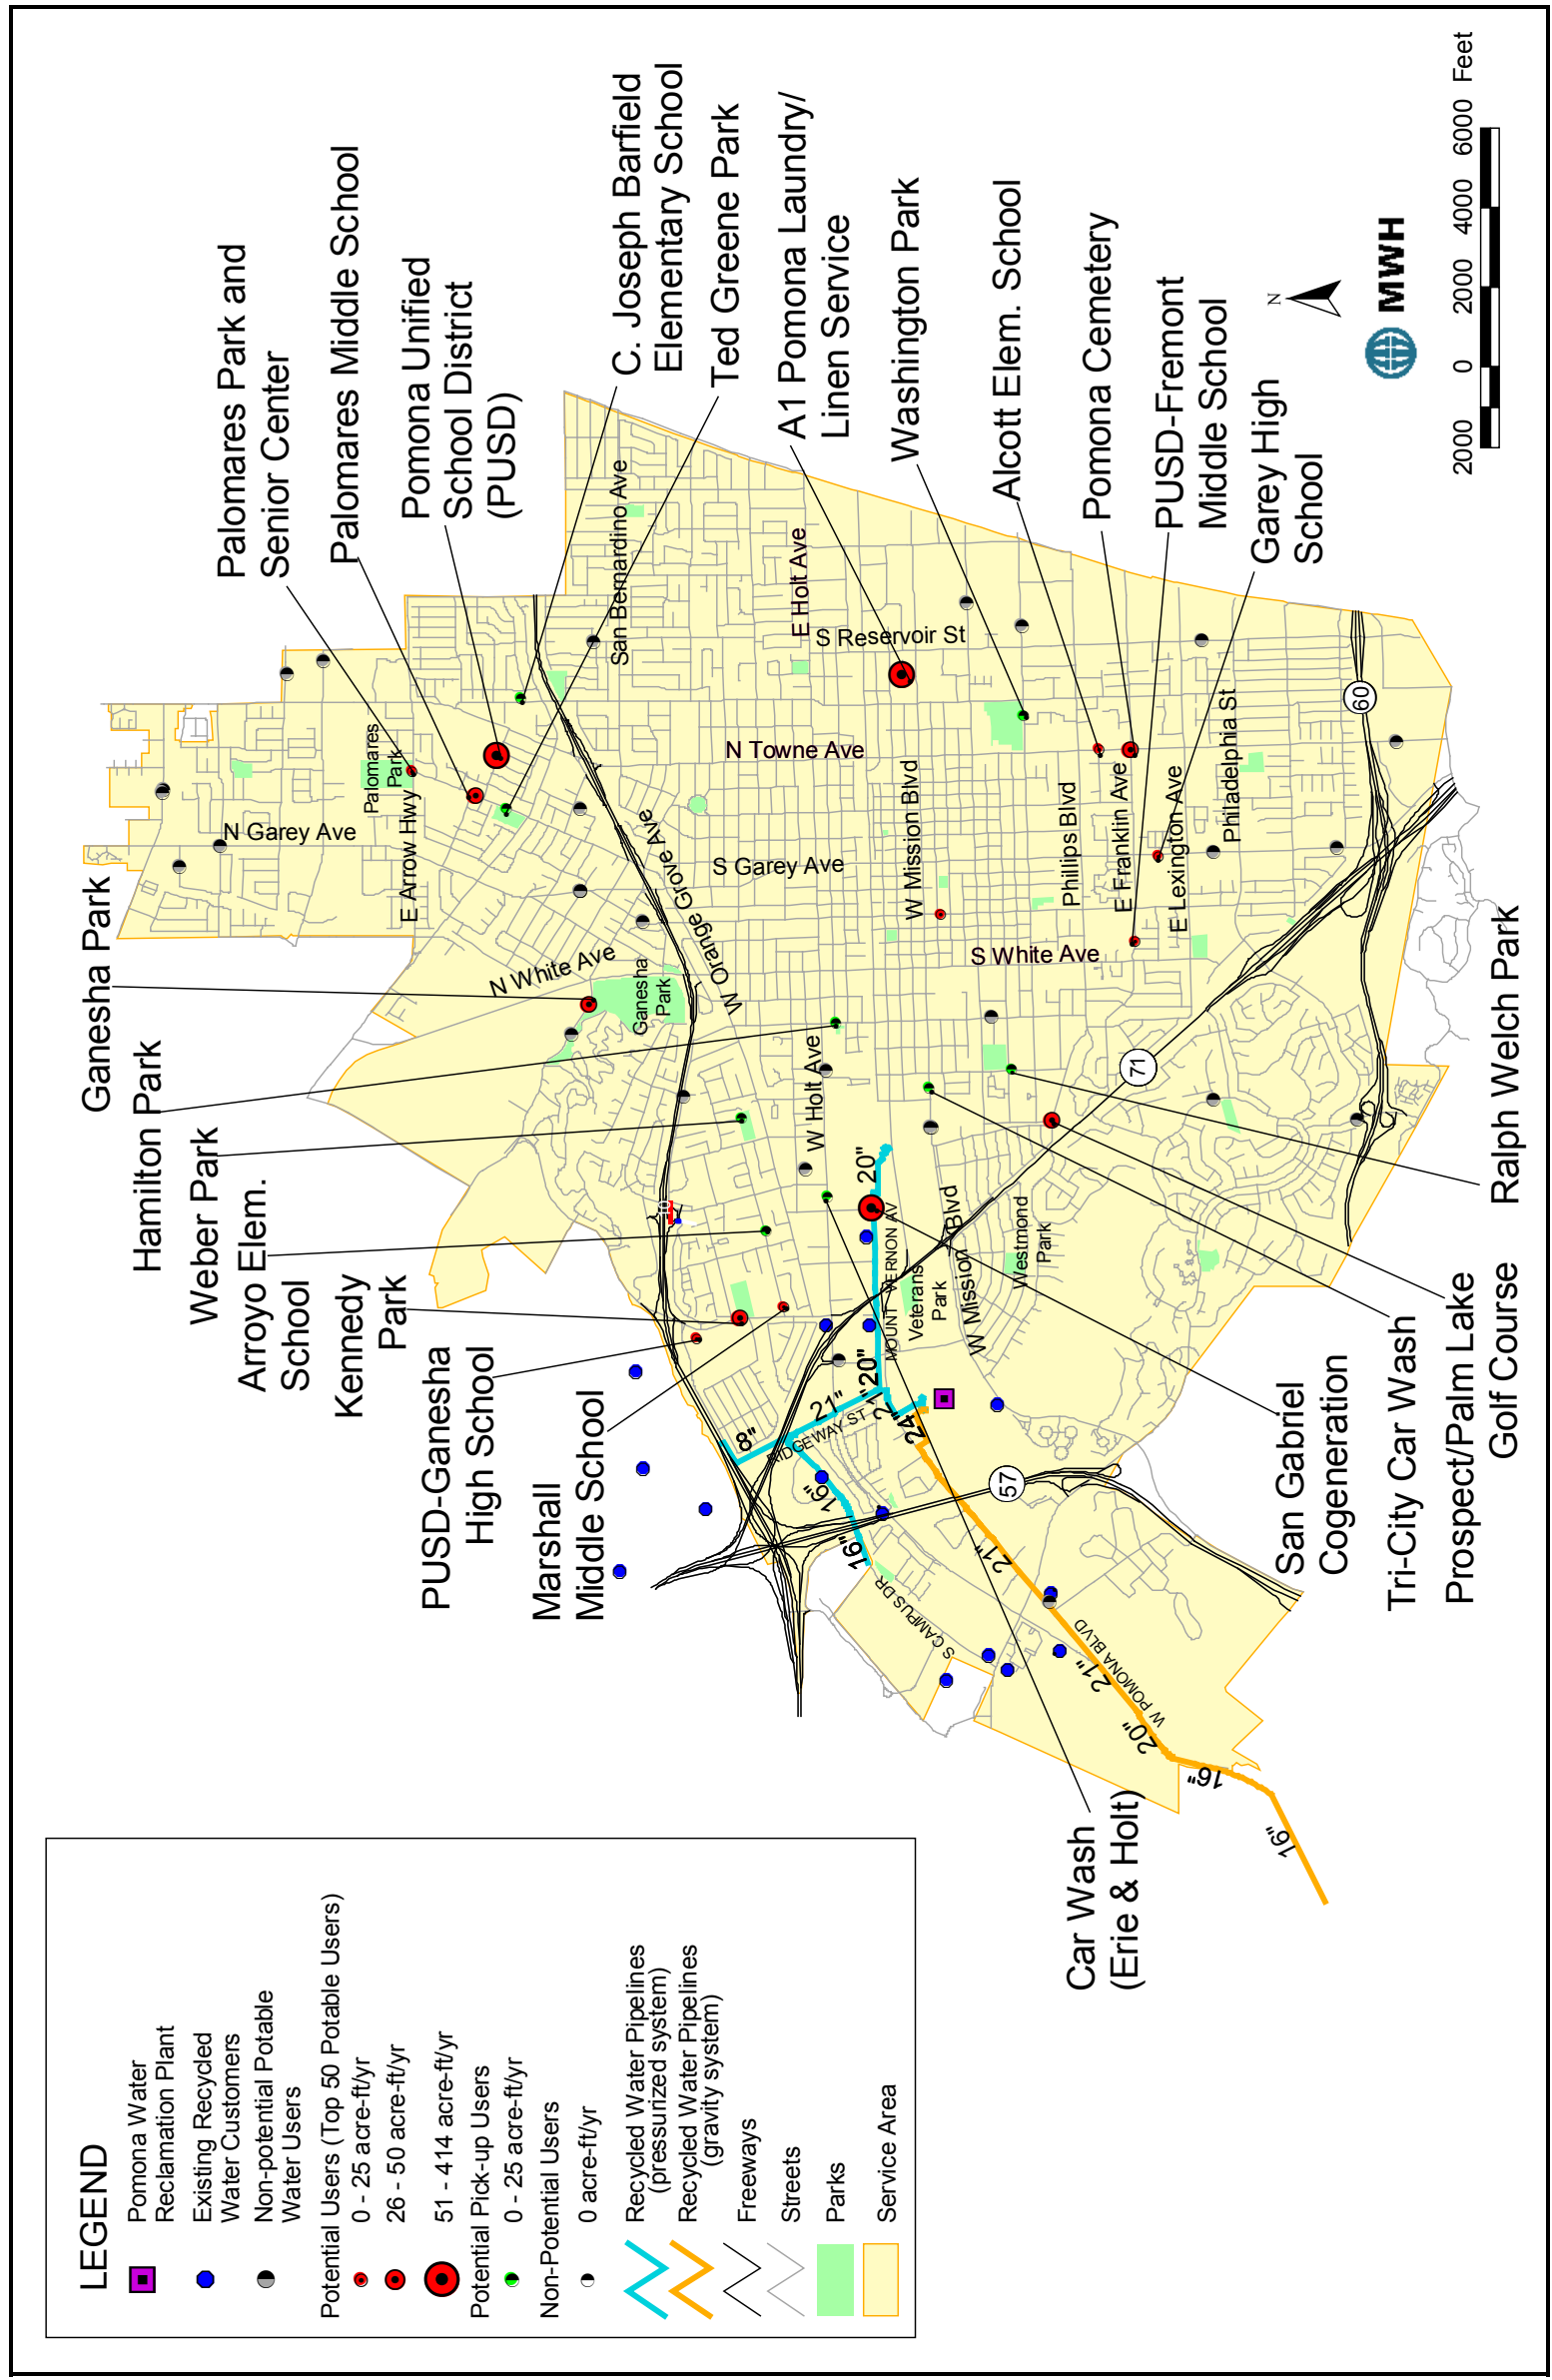 Palomares Park and
Senior Center
Palomares Middle School
Pomona Unified
School District
(PUSD)
C. Joseph Barfield
Elementary School
Ted Greene Park
A1 Pomona Laundry/
Linen Service
Washington Park
Alcott Elem. School
Pomona Cemetery
PUSD-Fremont
Middle School
Garey High
School
Ganesha Park
Hamilton Park
Weber Park
Arroyo Elem.
School
Kennedy
Park
PUSD-Ganesha
High School
Marshall
Middle School
Car Wash
(Erie & Holt)
San Gabriel
Cogeneration
Tri-City Car Wash
Prospect/Palm Lake
Golf Course
Ralph Welch Park
San Bernardino Ave
E Holt Ave
S Reservoir St
N Towne Ave
Palomares
Park
E Arrow Hwy
N Garey Ave
S Garey Ave
W Orange Grove Ave
N White Ave
Ganesha
Park
W Mission Blvd
Phillips Blvd
E Franklin Ave
E Lexington Ave
Philadelphia St
S White Ave
W Holt Ave
MOUNT VERNON AV
Veterans
Park
W Mission Blvd
Westmond
Park
RIDGEWAY ST
S CAMPUS DR
W POMONA BLVD
10
60
71
57
20"
20"
21"
21"
24"
8"
16"
16"
21"
21"
20"
16"
16"
N
MWH
2000
0
2000
4000
6000
Feet
LEGEND
Pomona Water
Reclamation Plant
Existing Recycled
Water Customers
Non-potential Potable
Water Users
Potential Users (Top 50 Potable Users)
0 - 25 acre-ft/yr
26 - 50 acre-ft/yr
51 - 414 acre-ft/yr
Potential Pick-up Users
0 - 25 acre-ft/yr
Non-Potential Users
0 acre-ft/yr
Recycled Water Pipelines
(pressurized system)
Recycled Water Pipelines
(gravity system)
Freeways
Streets
Parks
Service Area